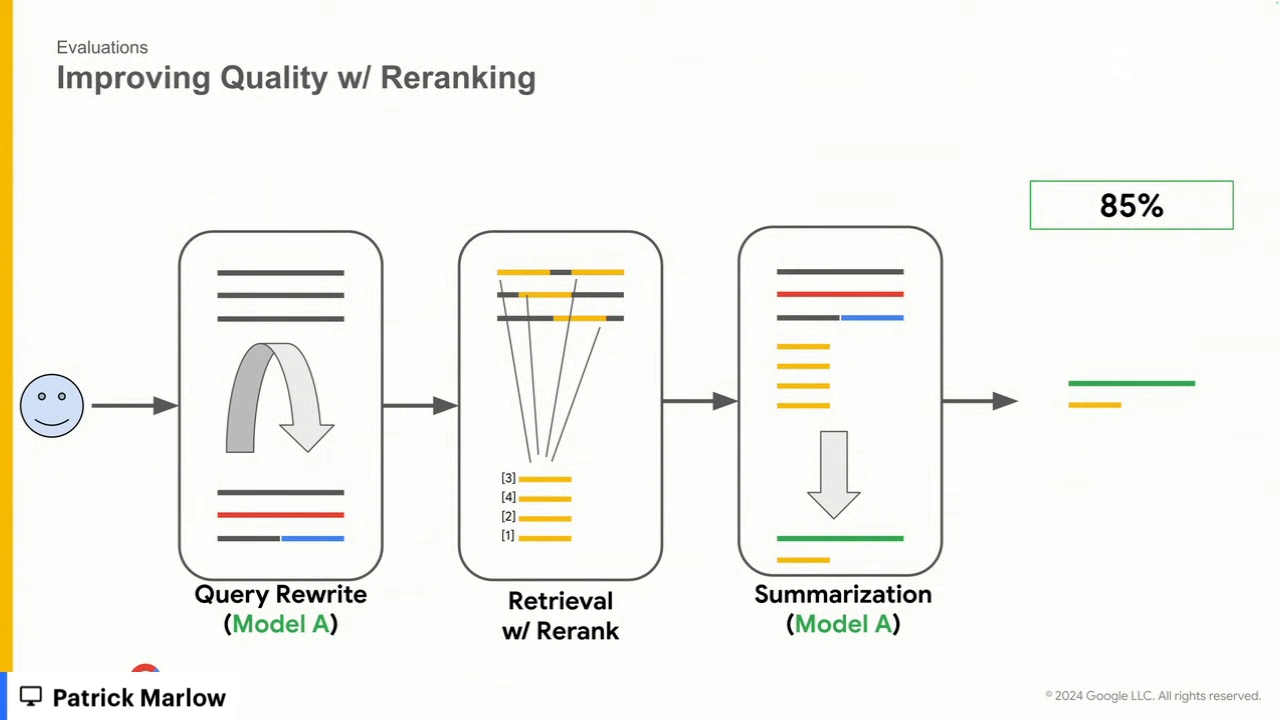 Evaluations
Improving Quality w/ Reranking
85%
[3]
[4]
[2]
[1]
Query Rewrite
(Model A)
Retrieval
w/ Rerank
Summarization
(Model A)
Patrick Marlow
© 2024 Google LLC. All rights reserved.